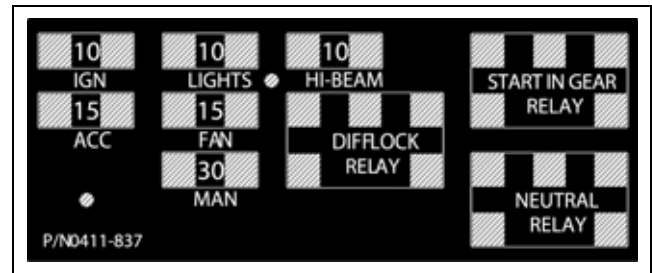 10 10 10
IGN LIGHTS HI-BEAM
START IN GEAR
RELAY
15 15
ACC FAN
DIFFLOCK
RELAY
30
MAN
NEUTRAL
RELAY
P/N0411-837